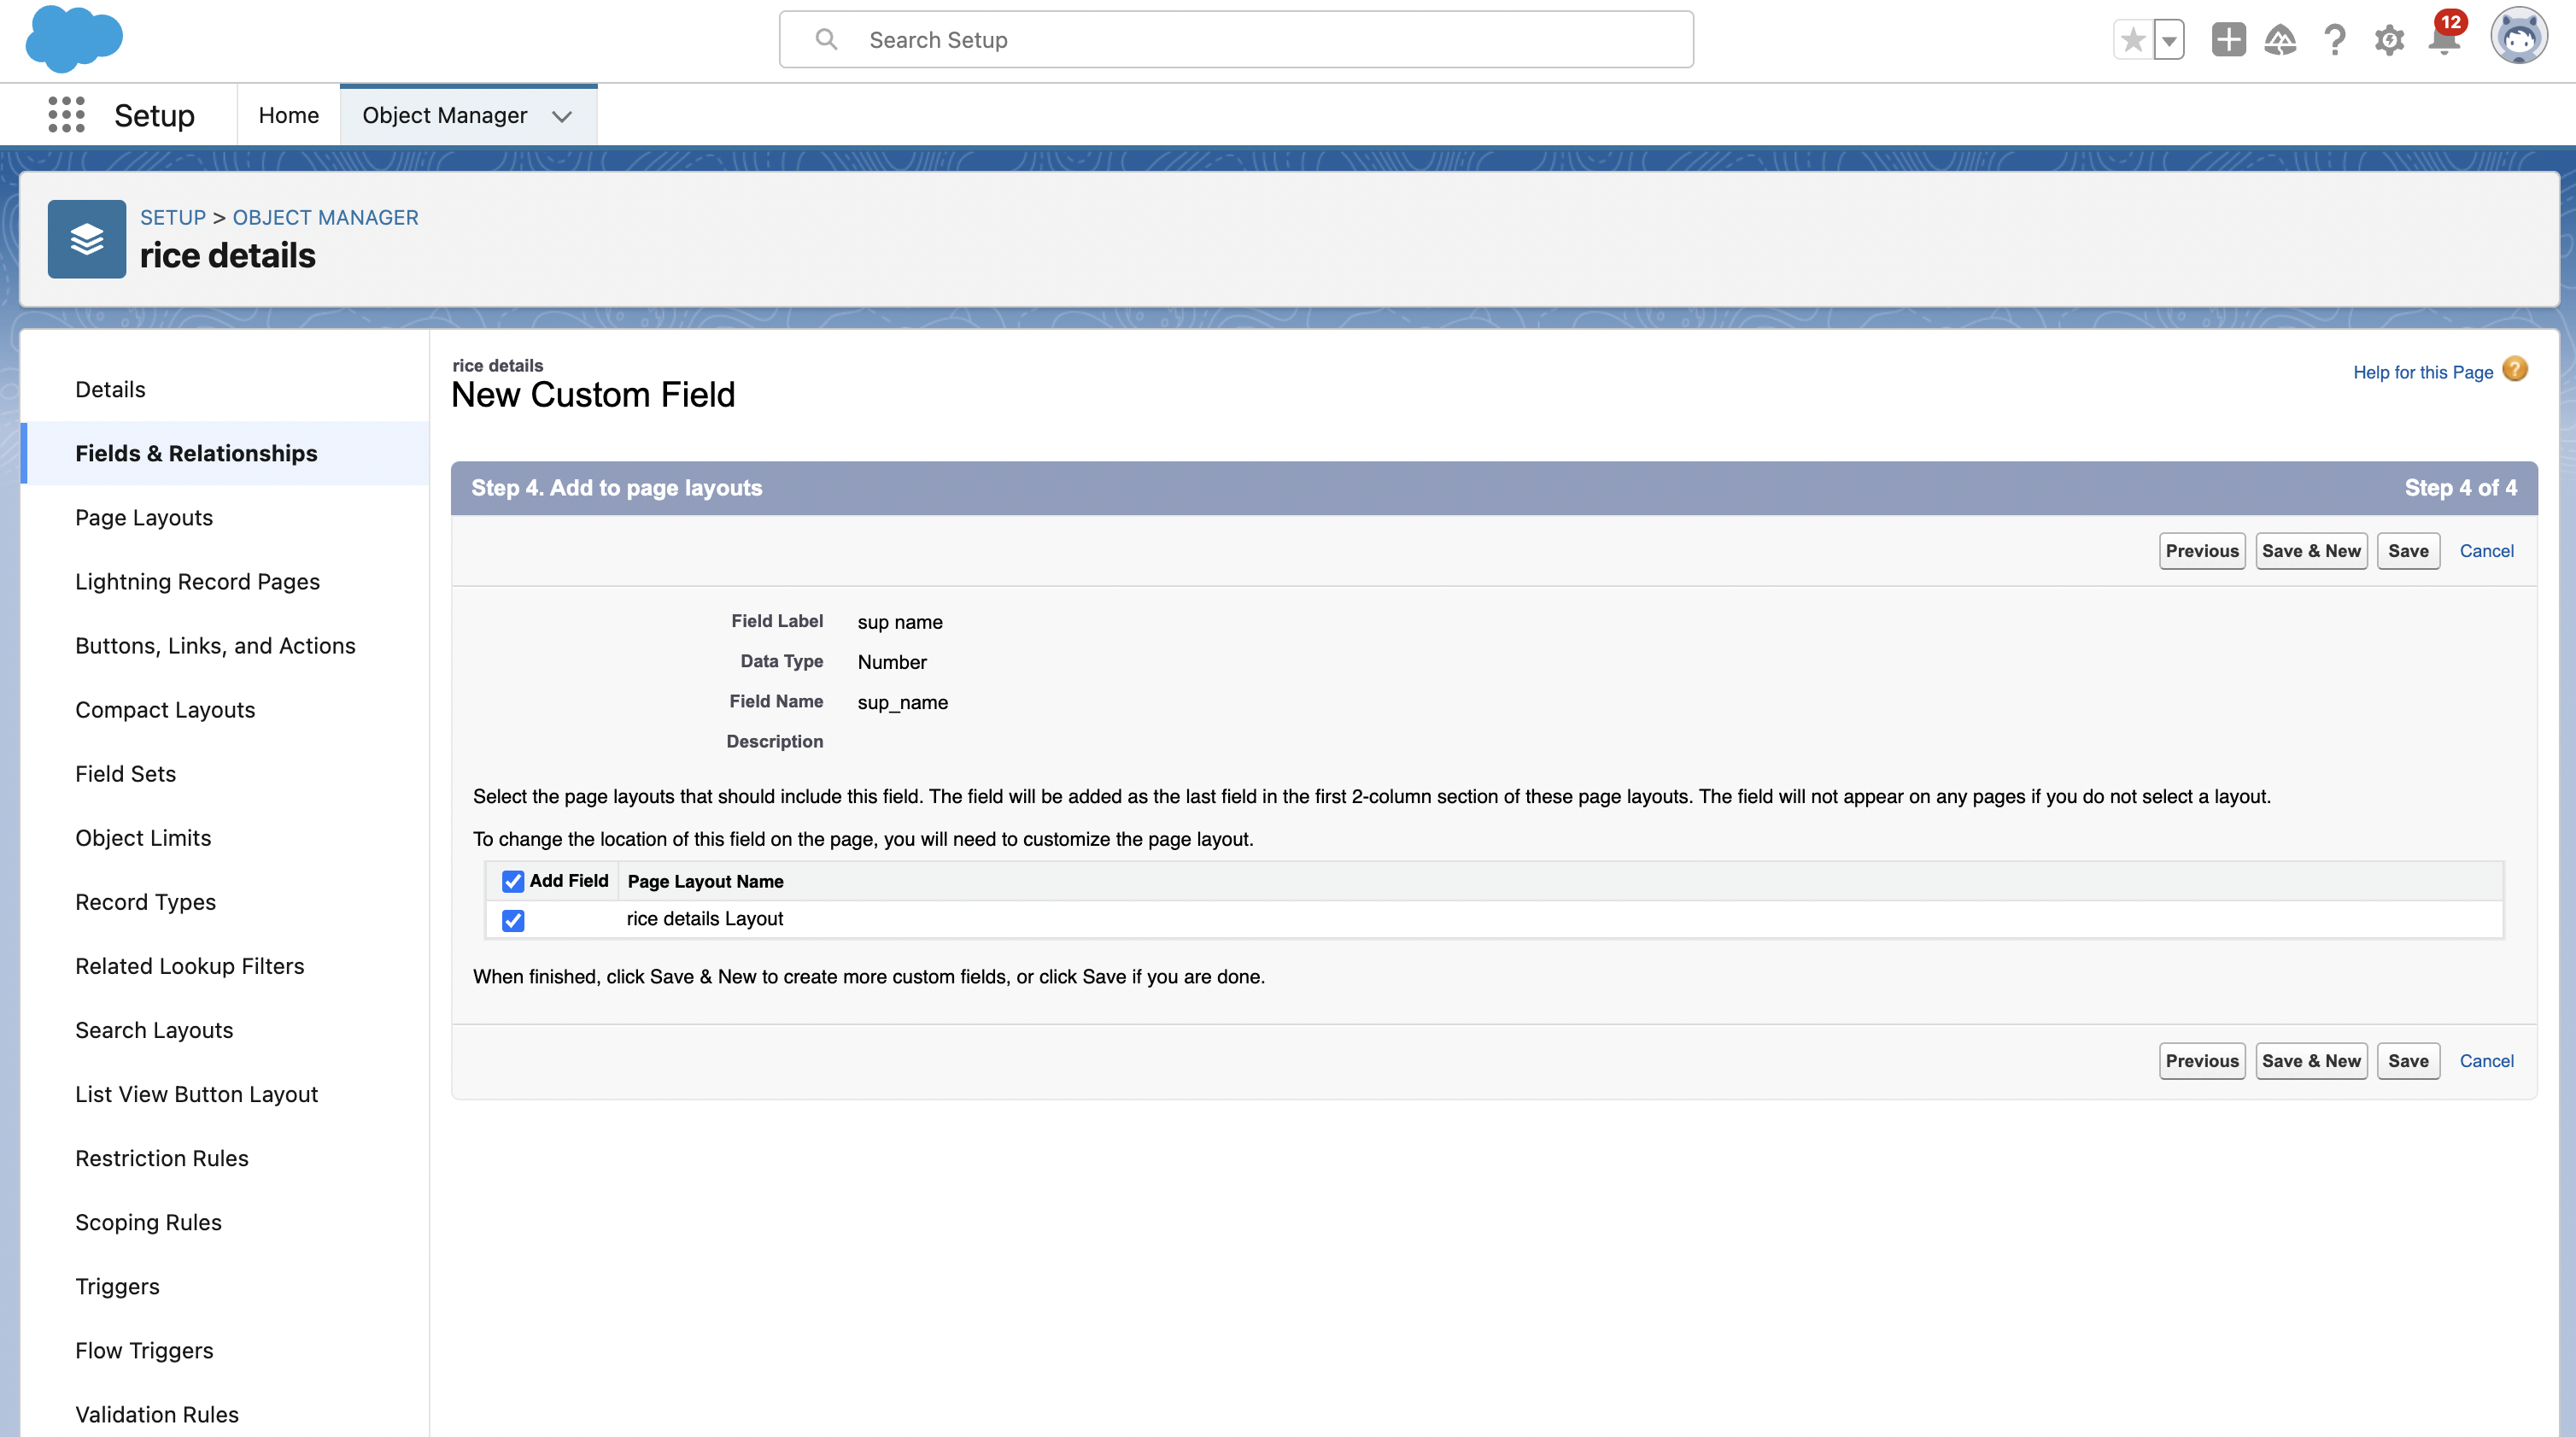 Search Setup
12
Setup
Home
Object Manager
SETUP > OBJECT MANAGER
rice details
Details
Fields & Relationships
Page Layouts
Lightning Record Pages
Buttons, Links, and Actions
Compact Layouts
Field Sets
Object Limits
Record Types
Related Lookup Filters
Search Layouts
List View Button Layout
Restriction Rules
Scoping Rules
Triggers
Flow Triggers
Validation Rules
rice details
New Custom Field
Help for this Page ?
Step 4. Add to page layouts
Step 4 of 4
Previous Save & New Save Cancel
Field Label sup name
Data Type Number
Field Name sup_name
Description
Select the page layouts that should include this field. The field will be added as the last field in the first 2-column section of these page layouts. The field will not appear on any pages if you do not select a layout.
To change the location of this field on the page, you will need to customize the page layout.
Add Field Page Layout Name
rice details Layout
When finished, click Save & New to create more custom fields, or click Save if you are done.
Previous Save & New Save Cancel